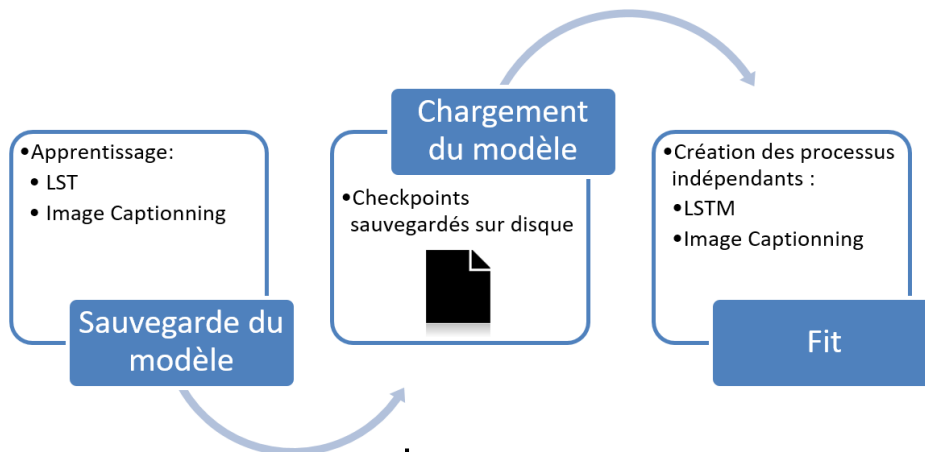 •Apprentissage:
• LST
• Image Captionning
Sauvegarde du
modèle
Chargement
du modèle
•Checkpoints
sauvegardés sur disque
•Création des processus
indépendants :
•LSTM
•Image Captionning
Fit